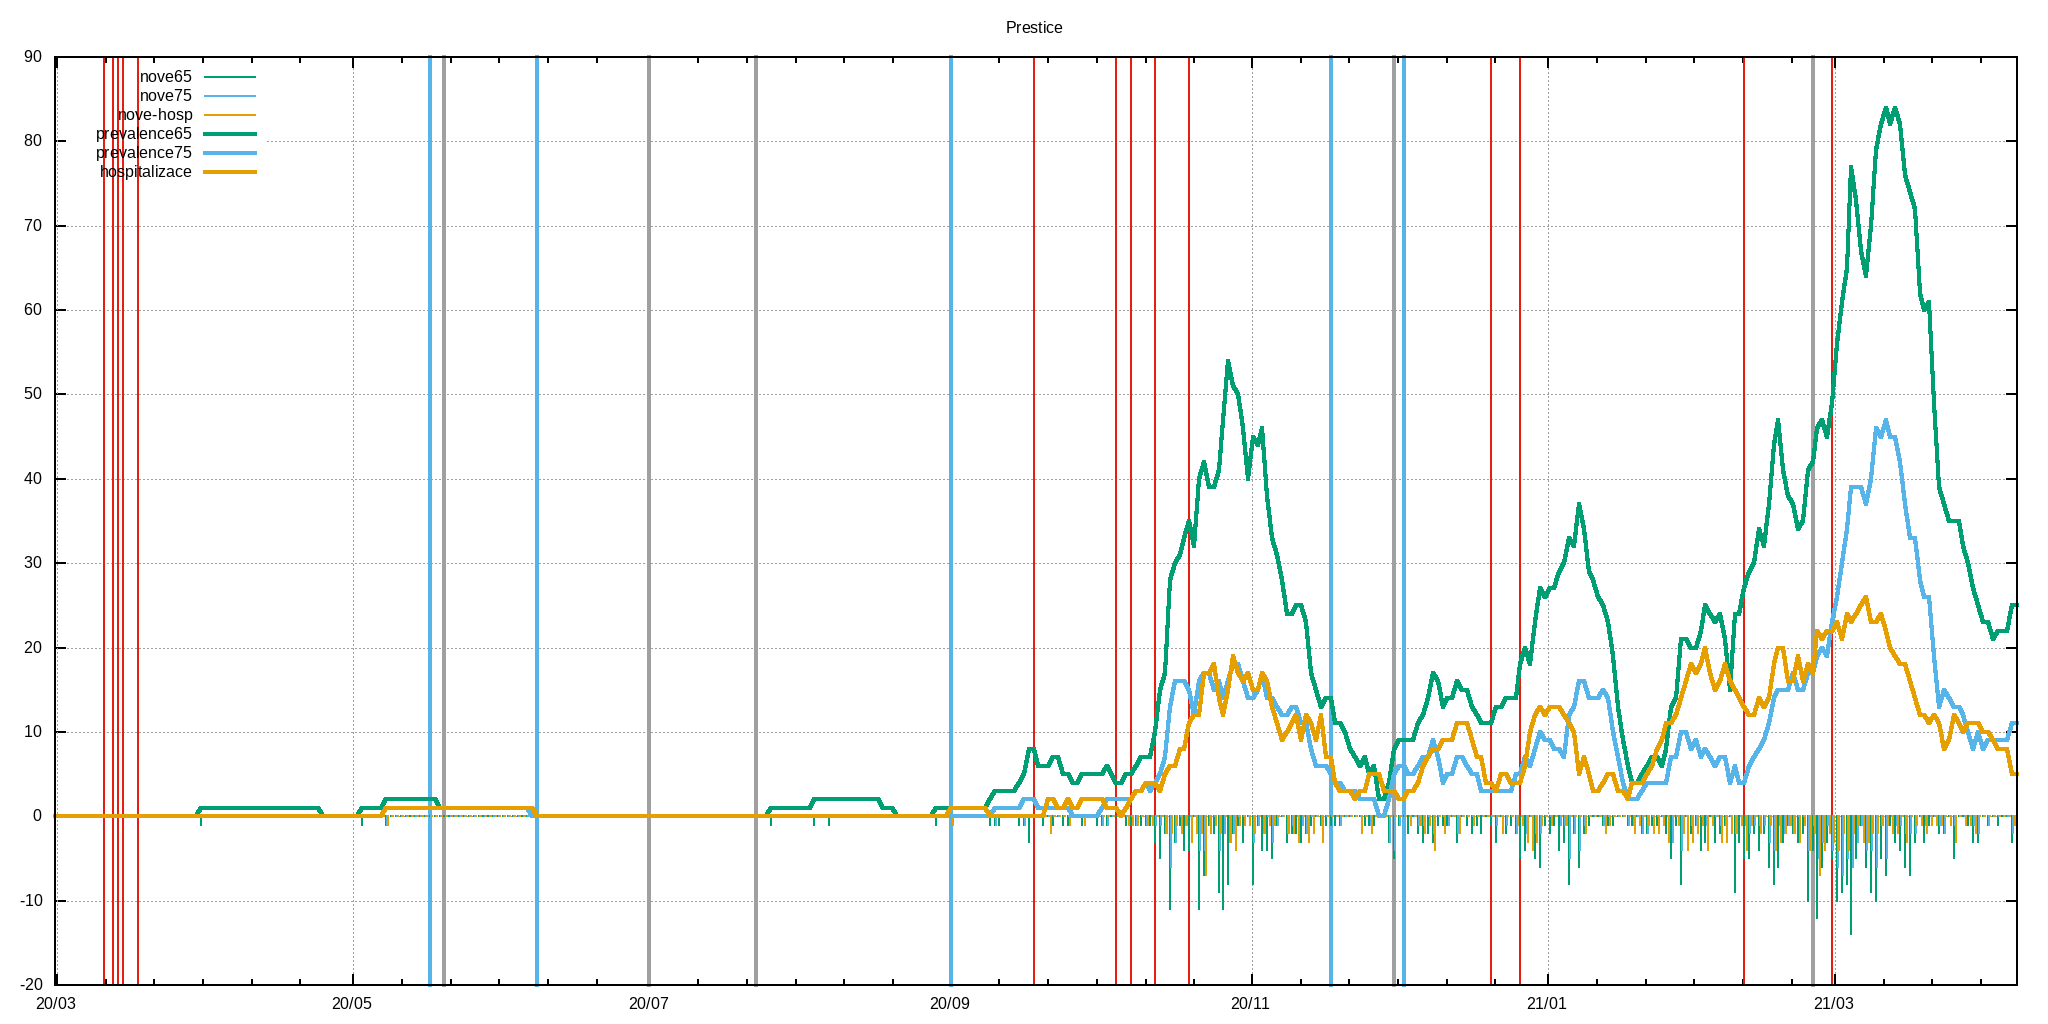 Prestice
90
nove65
nove75
nove-hosp
prevalence65
prevalence75
hospitalizace
80
70
60
50
40
30
20
10
0
-10
-20
20/03 20/05 20/07 20/09 20/11 21/01 21/03